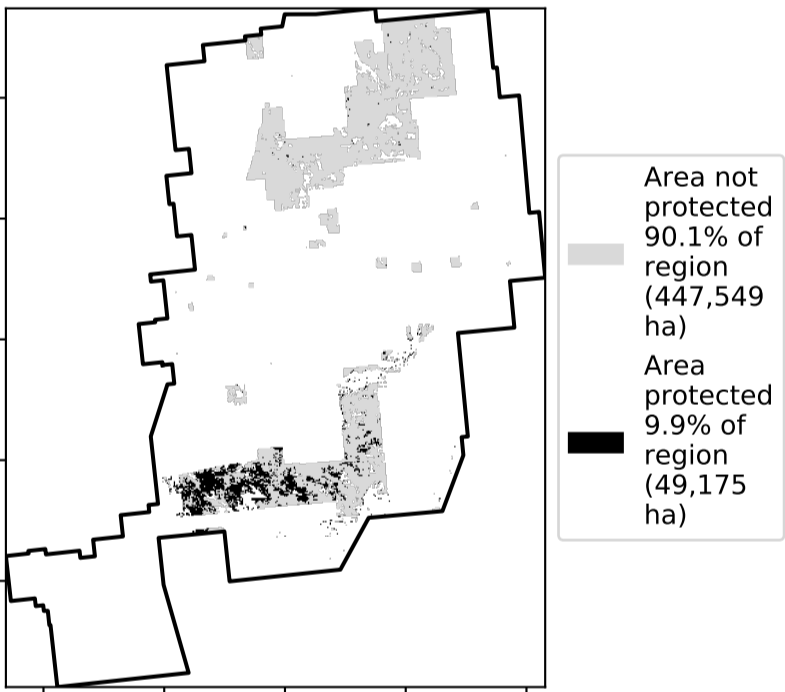 Area not
protected
90.1% of
region
(447,549
ha)
Area
protected
9.9% of
region
(49,175
ha)